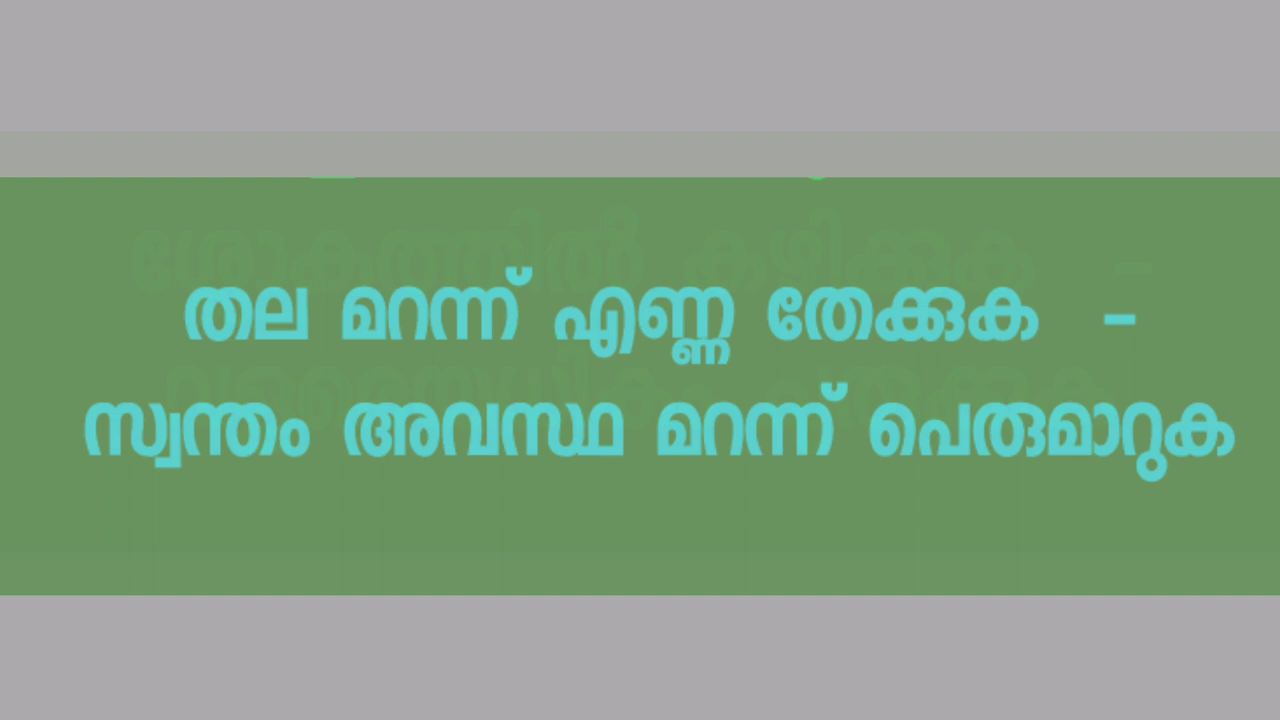 തല മറന്ന് എണ്ണ തേക്കുക -
സ്വന്തം അവസ്ഥ മറന്ന് പെരുമാറ്റുക